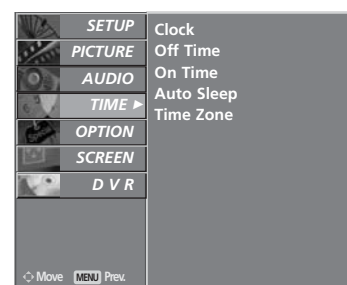 SETUP
PICTURE
AUDIO
TIME ►
OPTION
SCREEN
D V R
Clock
Off Time
On Time
Auto Sleep
Time Zone
Move MENU Prev.